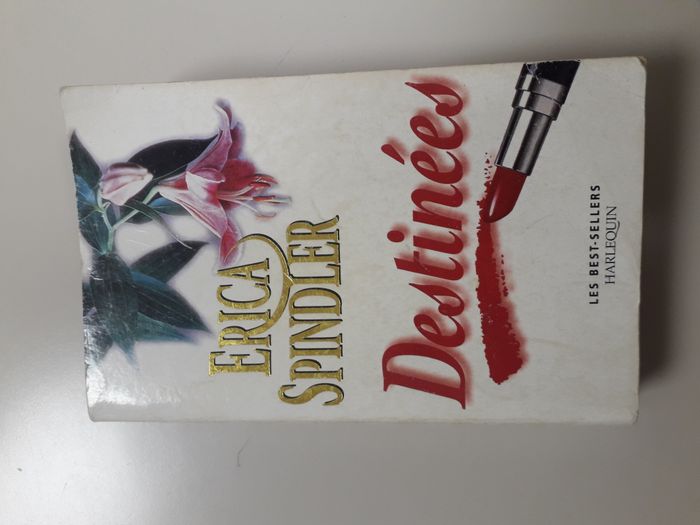 ERICA
SPINDLER
Destinées
LES BEST-SELLERS
HARLEQUIN